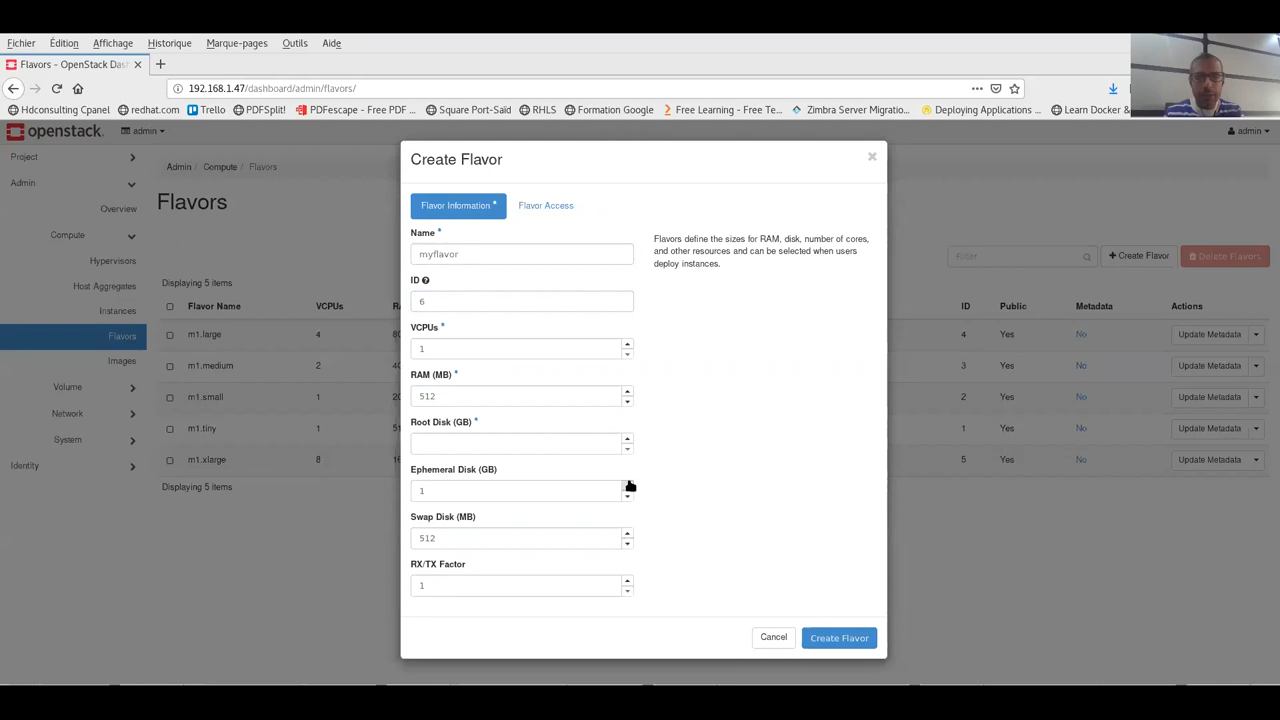 Fichier Édition Affichage Historique Marque-pages Outils Aide
Flavors - OpenStack Das
192.168.1.47/dashboard/admin/flavors/
Hdconsulting Cpanel redhat.com Trello PDFSplit! PDFescape - Free PDF ... Square Port-Saïd RHLS Formation Google Free Learning - Free Te... Zimbra Server Migratio... Deploying Applications ... Learn Docker &
openstack. admin admin
Project
Admin
Overview
Compute
Hypervisors
Host Aggregates
Instances
Flavors
Images
Volume
Network
System
Identity
Admin Compute Flavors
Flavors
Filter Create Flavor Delete Flavors
Displaying 5 items
Flavor Name VCPUs ID Public Metadata Actions
m1.large 4 4 Yes No Update Metadata
m1.medium 2 3 Yes No Update Metadata
m1.small 1 2 Yes No Update Metadata
m1.tiny 1 1 Yes No Update Metadata
m1.xlarge 8 5 Yes No Update Metadata
Displaying 5 items
Create Flavor
Flavor Information * Flavor Access
Name *
myflavor
ID
6
VCPUs *
1
RAM (MB) *
512
Root Disk (GB) *
Ephemeral Disk (GB)
1
Swap Disk (MB)
512
RX/TX Factor
1
Flavors define the sizes for RAM, disk, number of cores,
and other resources and can be selected when users
deploy instances.
Cancel Create Flavor